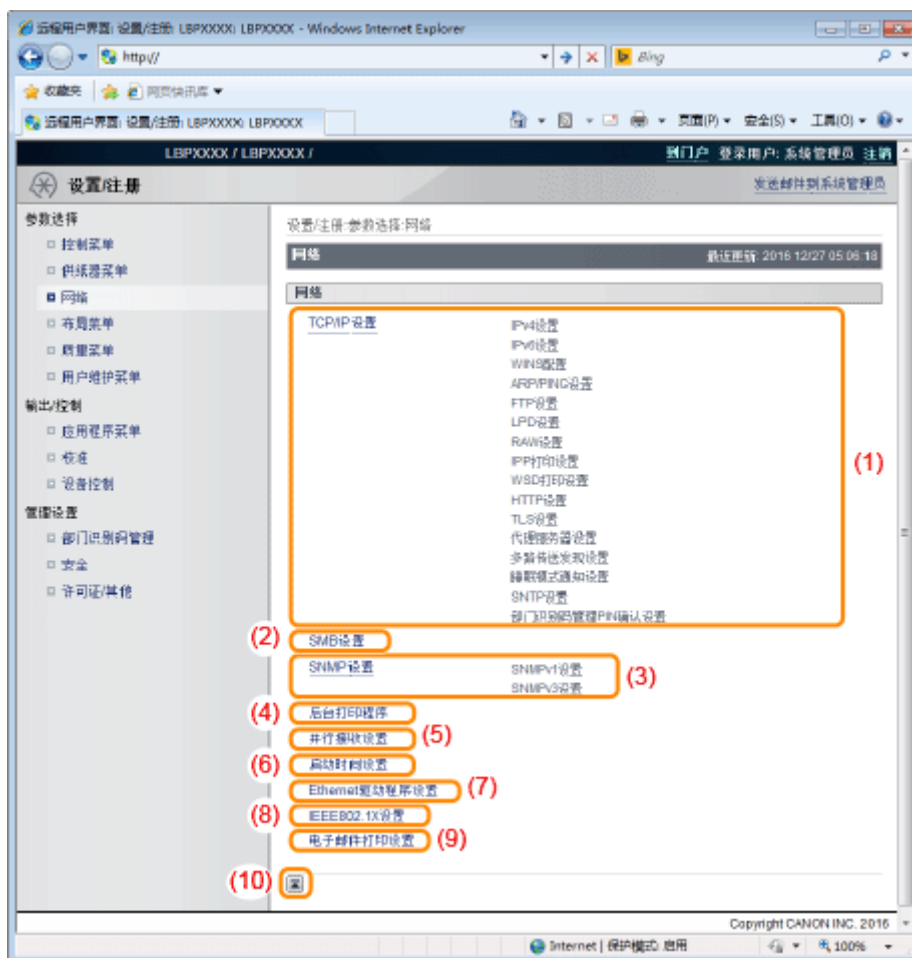 远程用户界面: 设置/注册: LBPXXXX: LBPXXXX - Windows Internet Explorer
http://
Bing
收藏夹
网页快讯库
远程用户界面: 设置/注册: LBPXXXX: LBPXXXX
页面(P) 安全(S) 工具(O)
LBPXXXX / LBPXXXX /
到门户 登录用户: 系统管理员 注销
设置/注册
发送邮件到系统管理员
参数选择
控制菜单
供纸器菜单
网络
布局菜单
质量菜单
用户维护菜单
输出/控制
应用程序菜单
校准
设备控制
管理设置
部门识别码管理
安全
许可证/其他
设置/注册:参数选择:网络
网络
最近更新: 2016 12/27 05:06:18
网络
TCP/IP 设置
IPv4设置
IPv6设置
WINS配置
ARP/PING设置
FTP设置
LPD设置
RAW设置
IPP打印设置
WSD打印设置
HTTP设置
TLS设置
代理服务器设置
多路传送发现设置
睡眠模式通知设置
SNTP设置
部门识别码管理PIN确认设置
(1)
(2) SMB设置
SNMP设置
SNMPv1设置
SNMPv3设置
(3)
(4) 后台打印程序
并行接收设置 (5)
(6) 启动时间设置
Ethernet驱动程序设置 (7)
(8) IEEE802.1X设置
电子邮件打印设置 (9)
(10)
Copyright CANON INC. 2016
Internet | 保护模式: 启用
100%